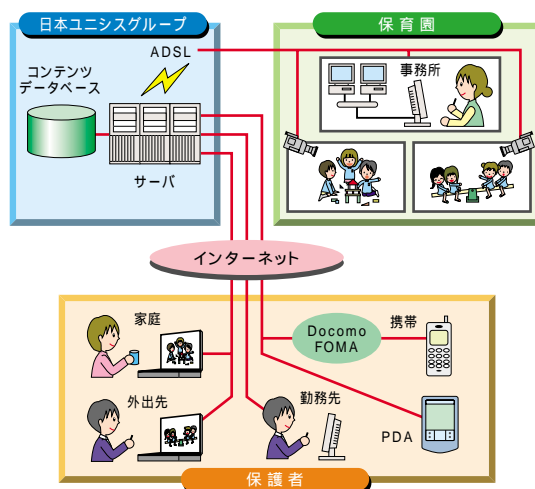 日本ユニシスグループ
保育園
ADSL
コンテンツ
データベース
サーバ
事務所
インターネット
家庭
Docomo
FOMA
携帯
外出先
勤務先
PDA
保護者